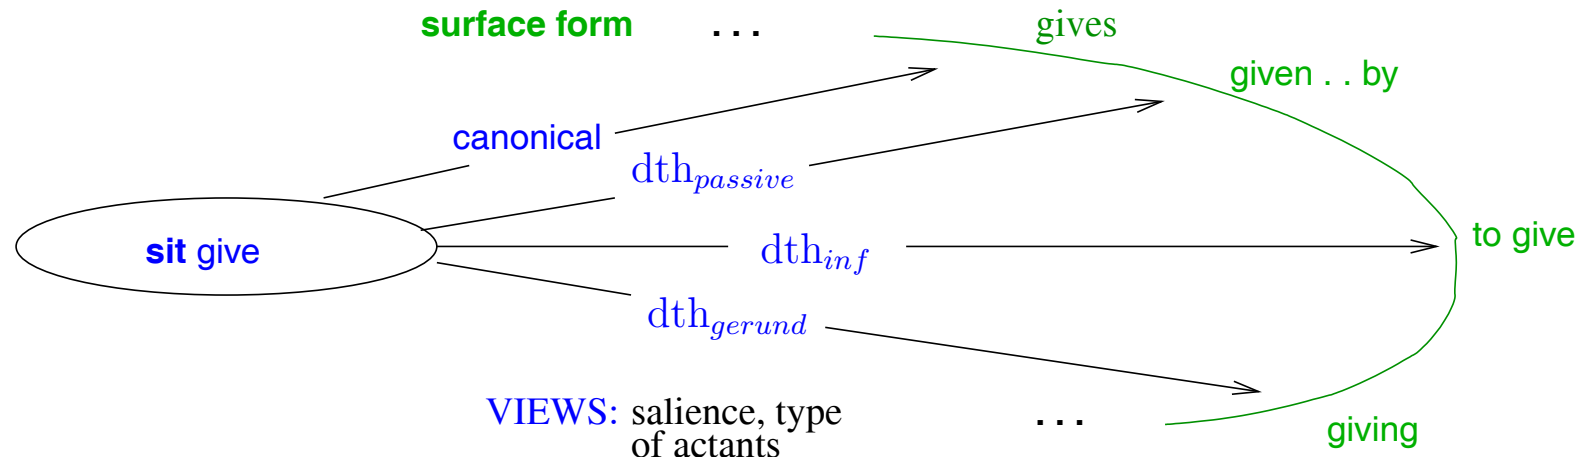 surface form ... gives
given . . by
canonical
dth_passive
sit give
dth_inf
to give
dth_gerund
VIEWS: salience, type
of actants
...
giving